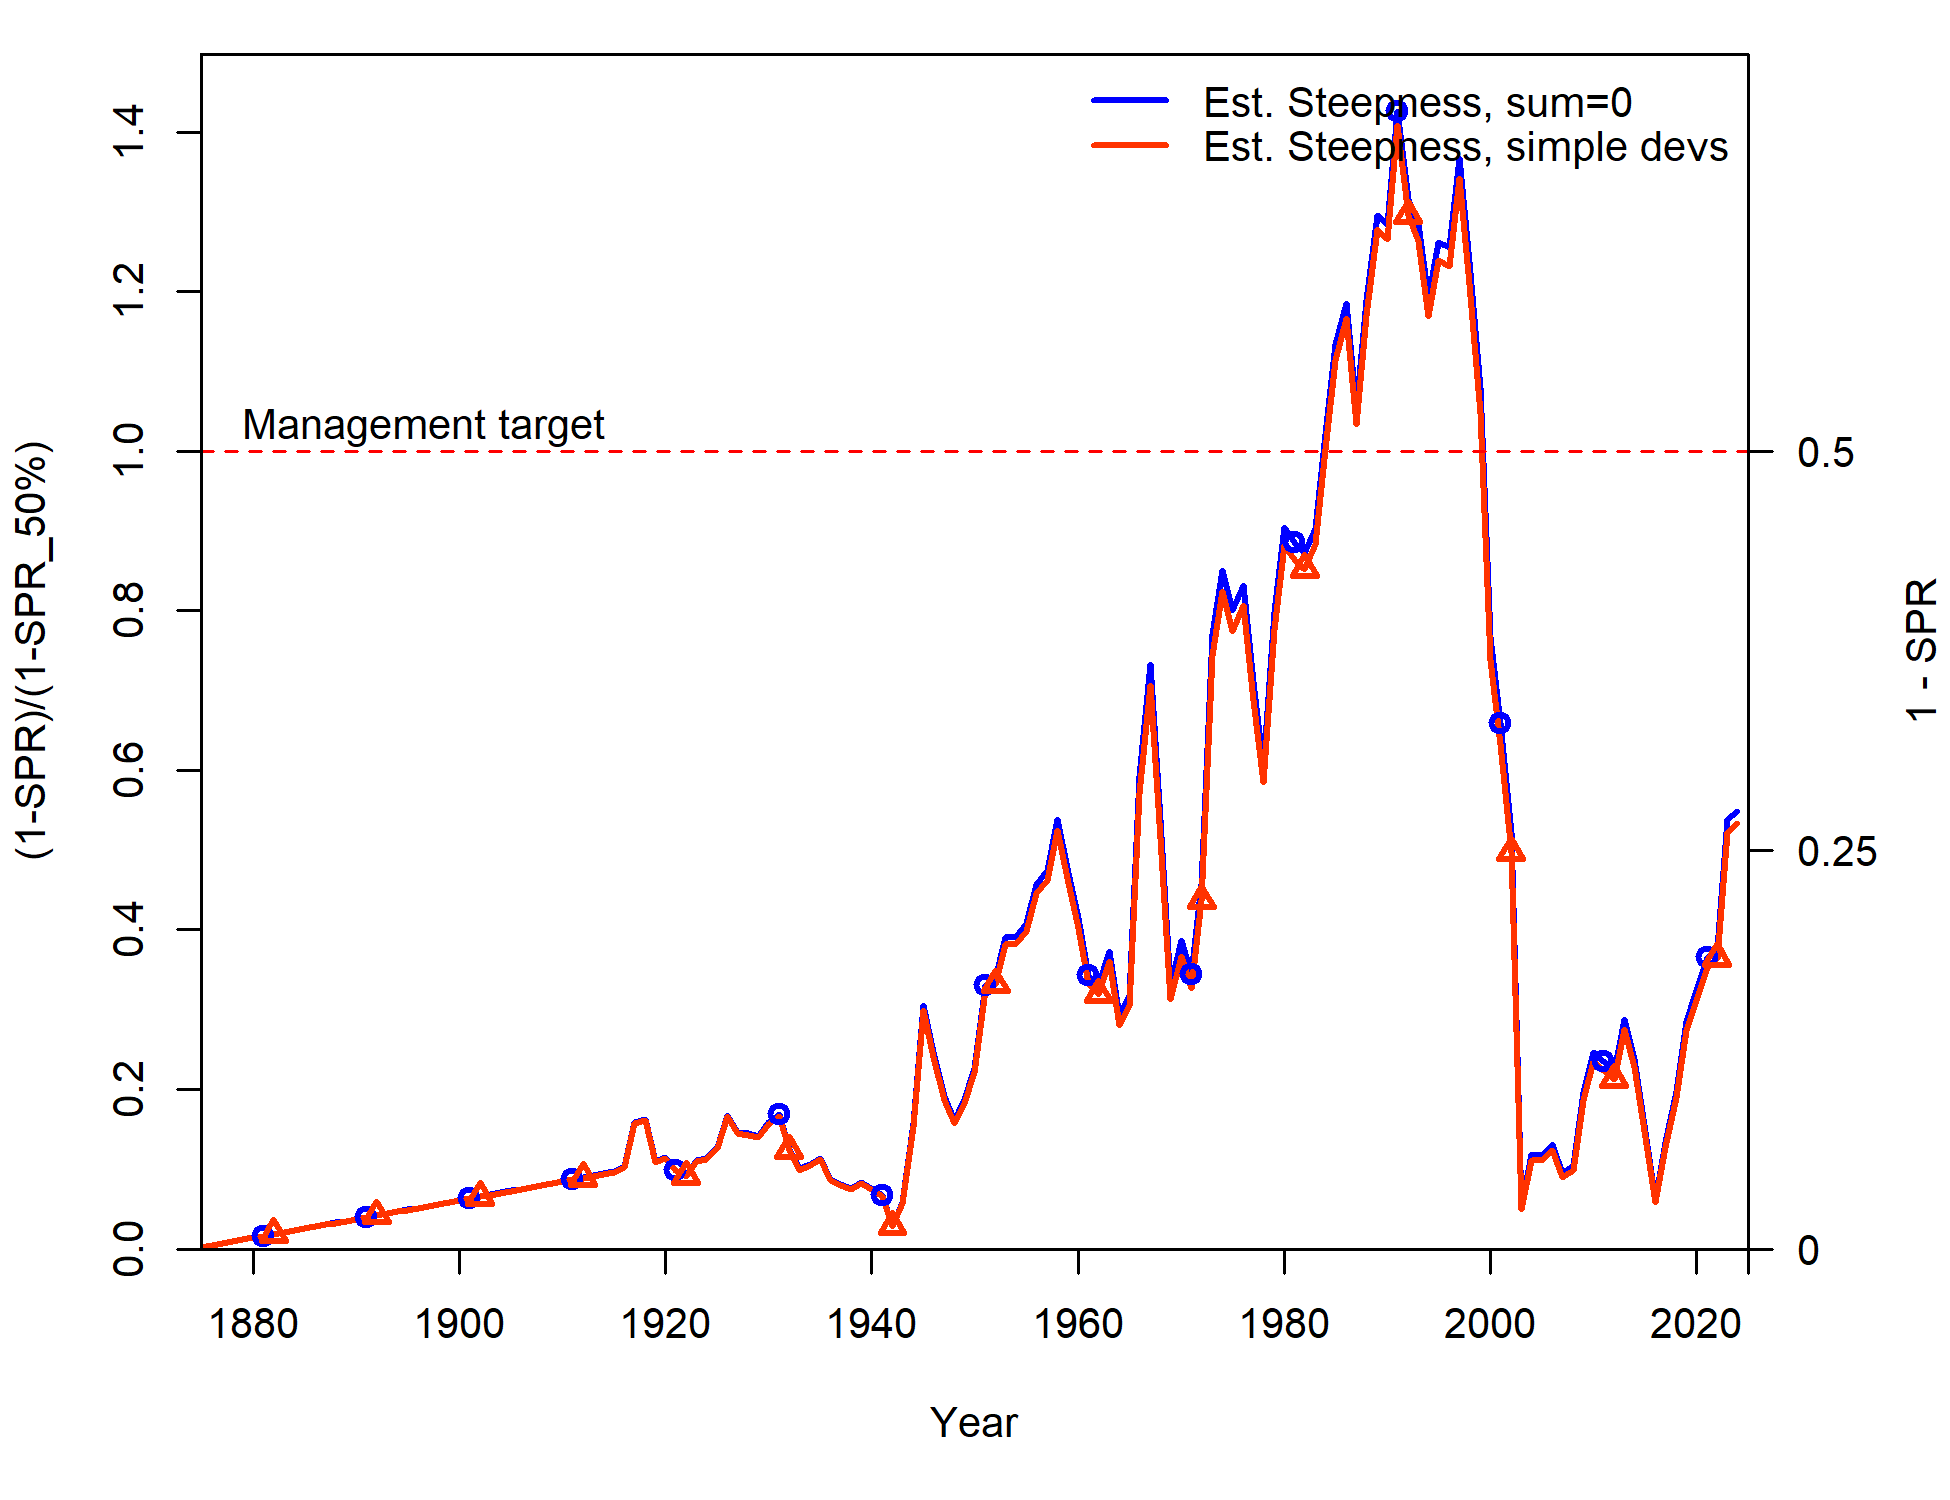 Est. Steepness, sum=0
Est. Steepness, simple devs
Management target
(1-SPR)/(1-SPR_50%)
1.4
1.2
1.0
0.8
0.6
0.4
0.2
0.0
1 - SPR
0.5
0.25
0
1880 1900 1920 1940 1960 1980 2000 2020
Year